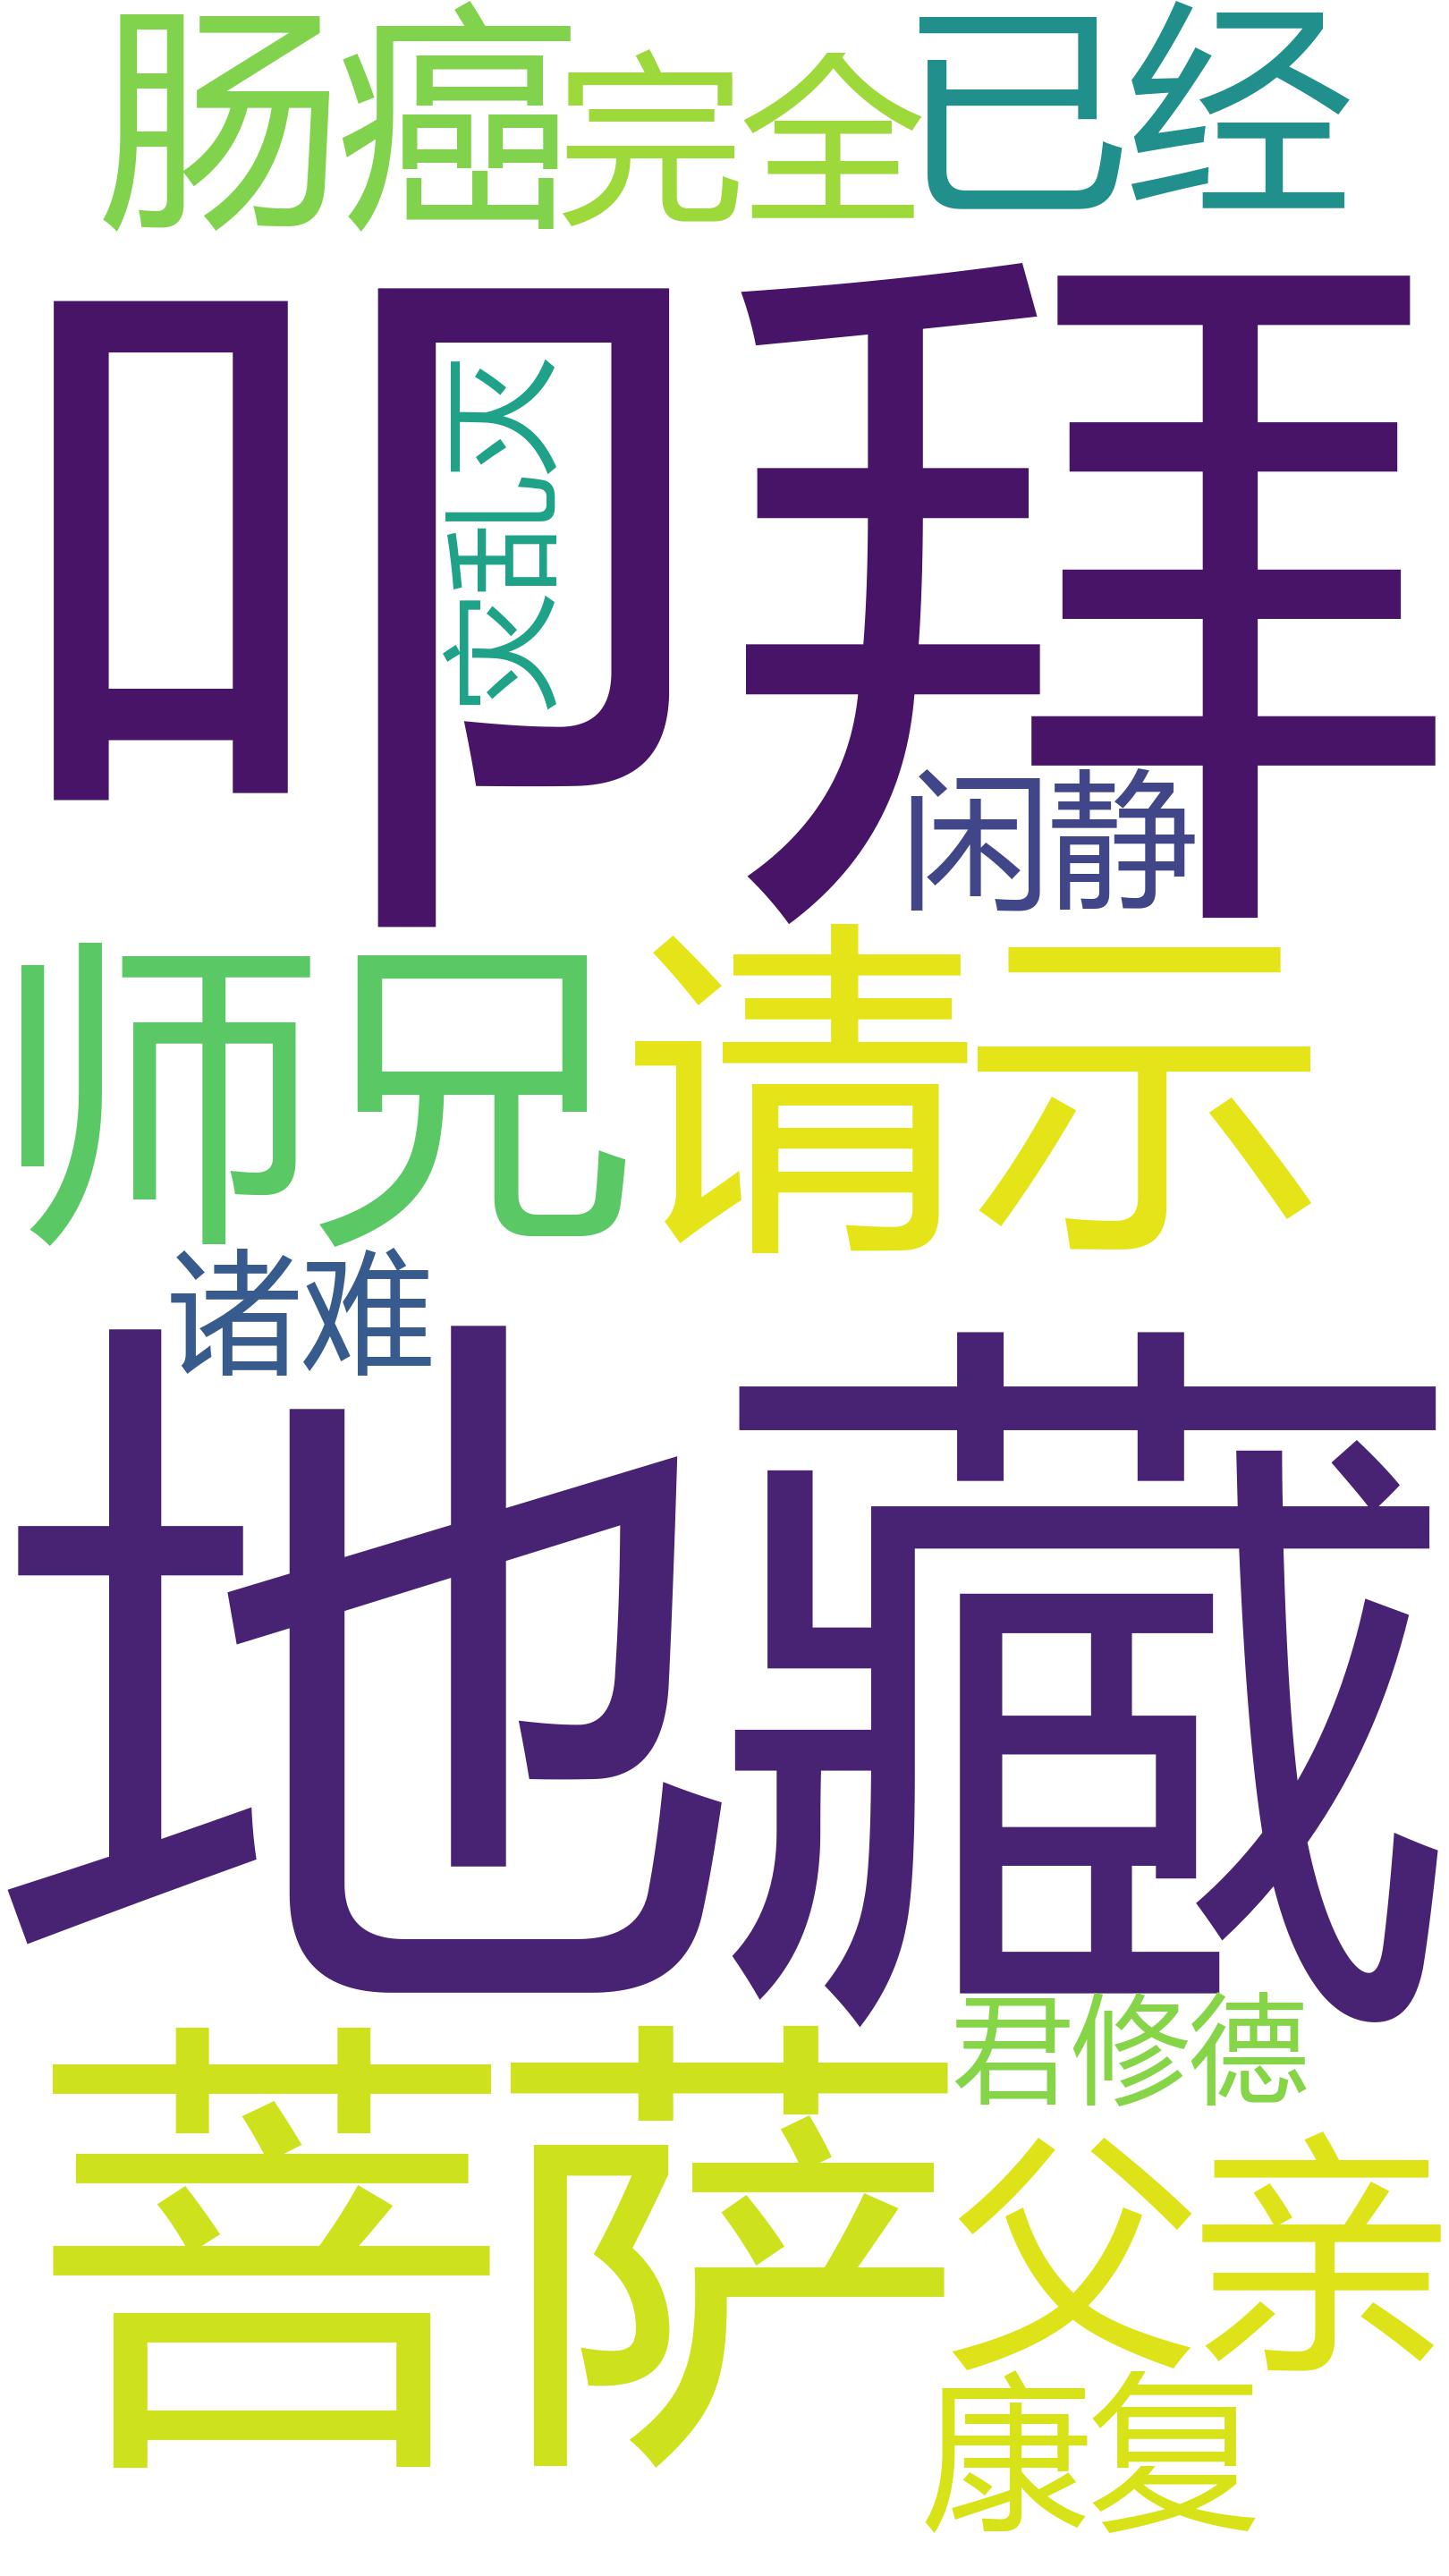 肠癌 完全 已经
叩拜
灾乱灾
闲静
师兄 请示
诸难
地藏
君修德
菩萨 父亲
康复